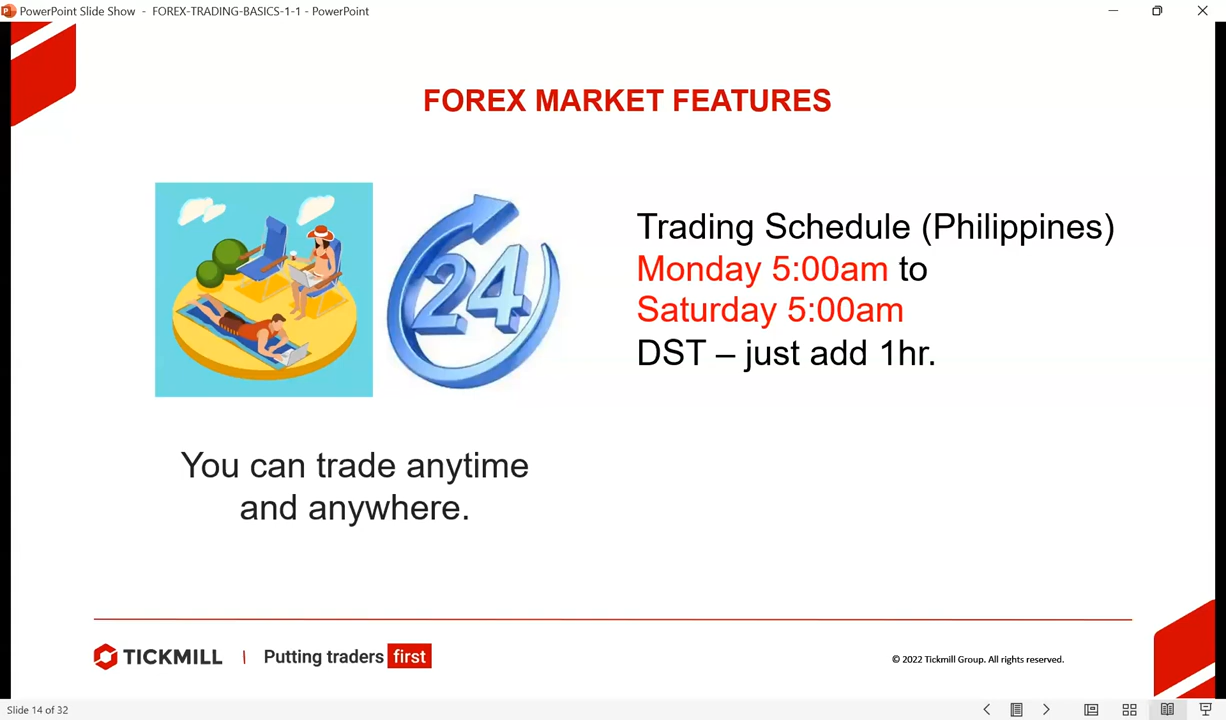 PowerPoint Slide Show - FOREX-TRADING-BASICS-1-1 - PowerPoint
FOREX MARKET FEATURES
24
Trading Schedule (Philippines)
Monday 5:00am to
Saturday 5:00am
DST – just add 1hr.
You can trade anytime
and anywhere.
TICKMILL | Putting traders first
© 2022 Tickmill Group. All rights reserved.
Slide 14 of 32